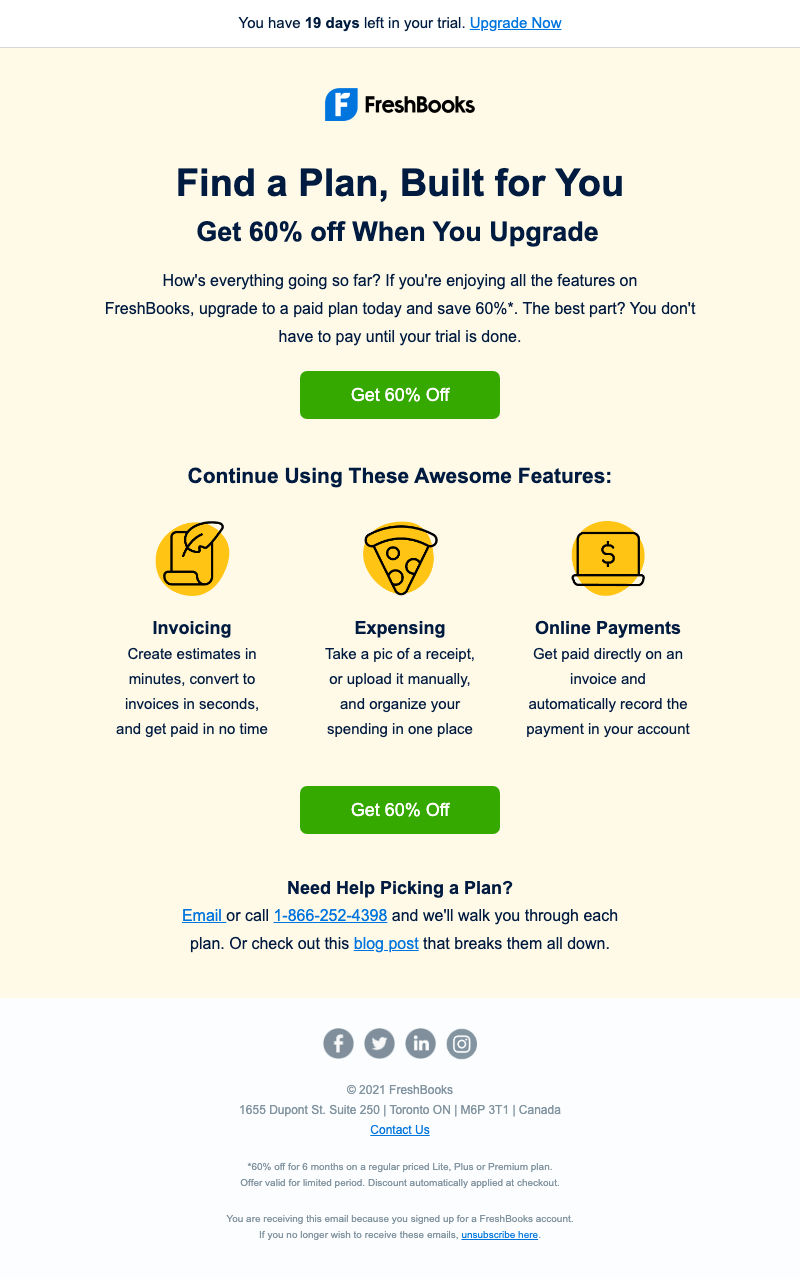 You have 19 days left in your trial. Upgrade Now
FreshBooks
Find a Plan, Built for You
Get 60% off When You Upgrade
How's everything going so far? If you're enjoying all the features on
FreshBooks, upgrade to a paid plan today and save 60%*. The best part? You don't
have to pay until your trial is done.
Get 60% Off
Continue Using These Awesome Features:
Invoicing
Create estimates in
minutes, convert to
invoices in seconds,
and get paid in no time
Expensing
Take a pic of a receipt,
or upload it manually,
and organize your
spending in one place
Online Payments
Get paid directly on an
invoice and
automatically record the
payment in your account
Get 60% Off
Need Help Picking a Plan?
Email or call 1-866-252-4398 and we'll walk you through each
plan. Or check out this blog post that breaks them all down.
© 2021 FreshBooks
1655 Dupont St. Suite 250 | Toronto ON | M6P 3T1 | Canada
Contact Us
*60% off for 6 months on a regular priced Lite, Plus or Premium plan.
Offer valid for limited period. Discount automatically applied at checkout.
You are receiving this email because you signed up for a FreshBooks account.
If you no longer wish to receive these emails, unsubscribe here.